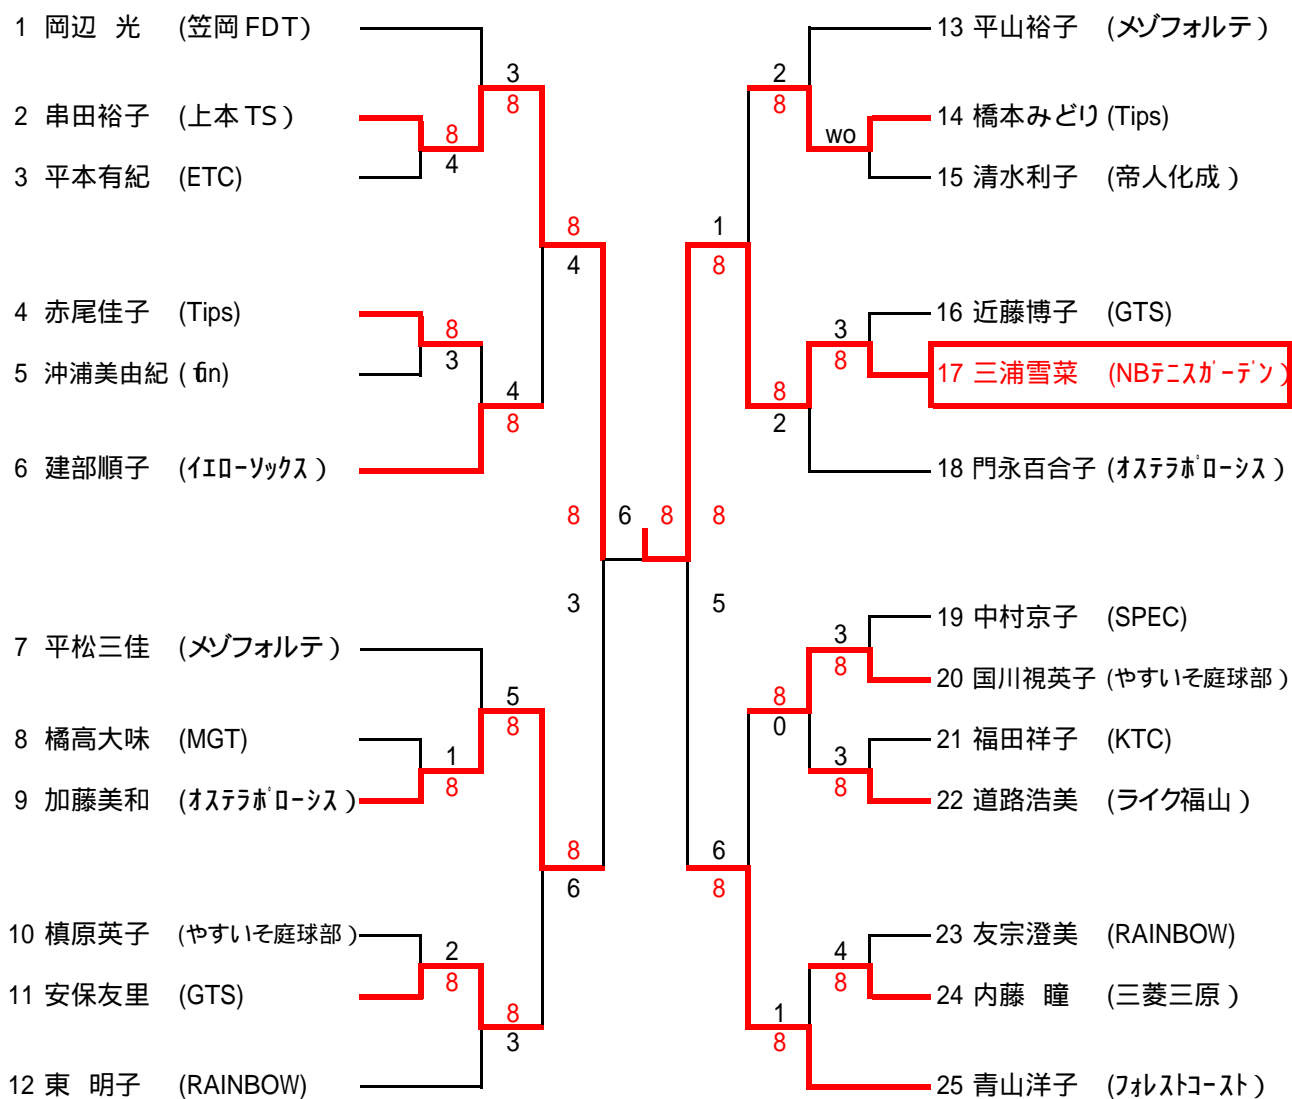 1 岡辺 光 (笠岡FDT)
2 串田裕子 (上本TS)
3 平本有紀 (ETC)
4 赤尾佳子 (Tips)
5 沖浦美由紀
6 建部順子 (ｲｴﾛｰｿｯｸｽ)
7 平松三佳 (メゾフォルテ)
8 橘高大味 (MGT)
9 加藤美和 (ｵｽﾃﾗﾎﾟﾛｰｼｽ)
10 槙原英子 (やすいそ庭球部)
11 安保友里 (GTS)
12 東 明子 (RAINBOW)
3
8
8
4
8
4
8
3
4
8
8
3
5
8
1
8
8
6
2
8
8
3
6
8
13 平山裕子 (メゾフォルテ)
14 橋本みどり (Tips)
15 清水利子 (帝人化成)
16 近藤博子 (GTS)
17 三浦雪菜 (NBﾃﾆｽｶﾞｰﾃﾞﾝ)
18 門永百合子 (ｵｽﾃﾗﾎﾟﾛｰｼｽ)
19 中村京子 (SPEC)
20 国川視英子 (やすいそ庭球部)
21 福田祥子 (KTC)
22 道路浩美 (ライク福山)
23 友宗澄美 (RAINBOW)
24 内藤 瞳 (三菱三原)
25 青山洋子 (ﾌｫﾚｽﾄｺｰｽﾄ)
2
8
wo
1
8
3
8
8
2
8
5
3
8
8
0
3
8
6
8
4
8
1
8